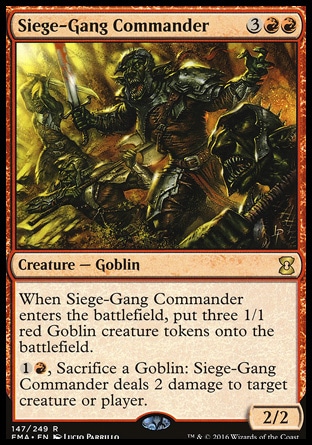 Siege-Gang Commander 3
Creature — Goblin
When Siege-Gang Commander
enters the battlefield, put three 1/1
red Goblin creature tokens onto the
battlefield.
1, Sacrifice a Goblin: Siege-Gang
Commander deals 2 damage to target
creature or player.
147/249 R
EMA • EN Lucio Parrillo
™ & © 2016 Wizards of the Coast
2/2